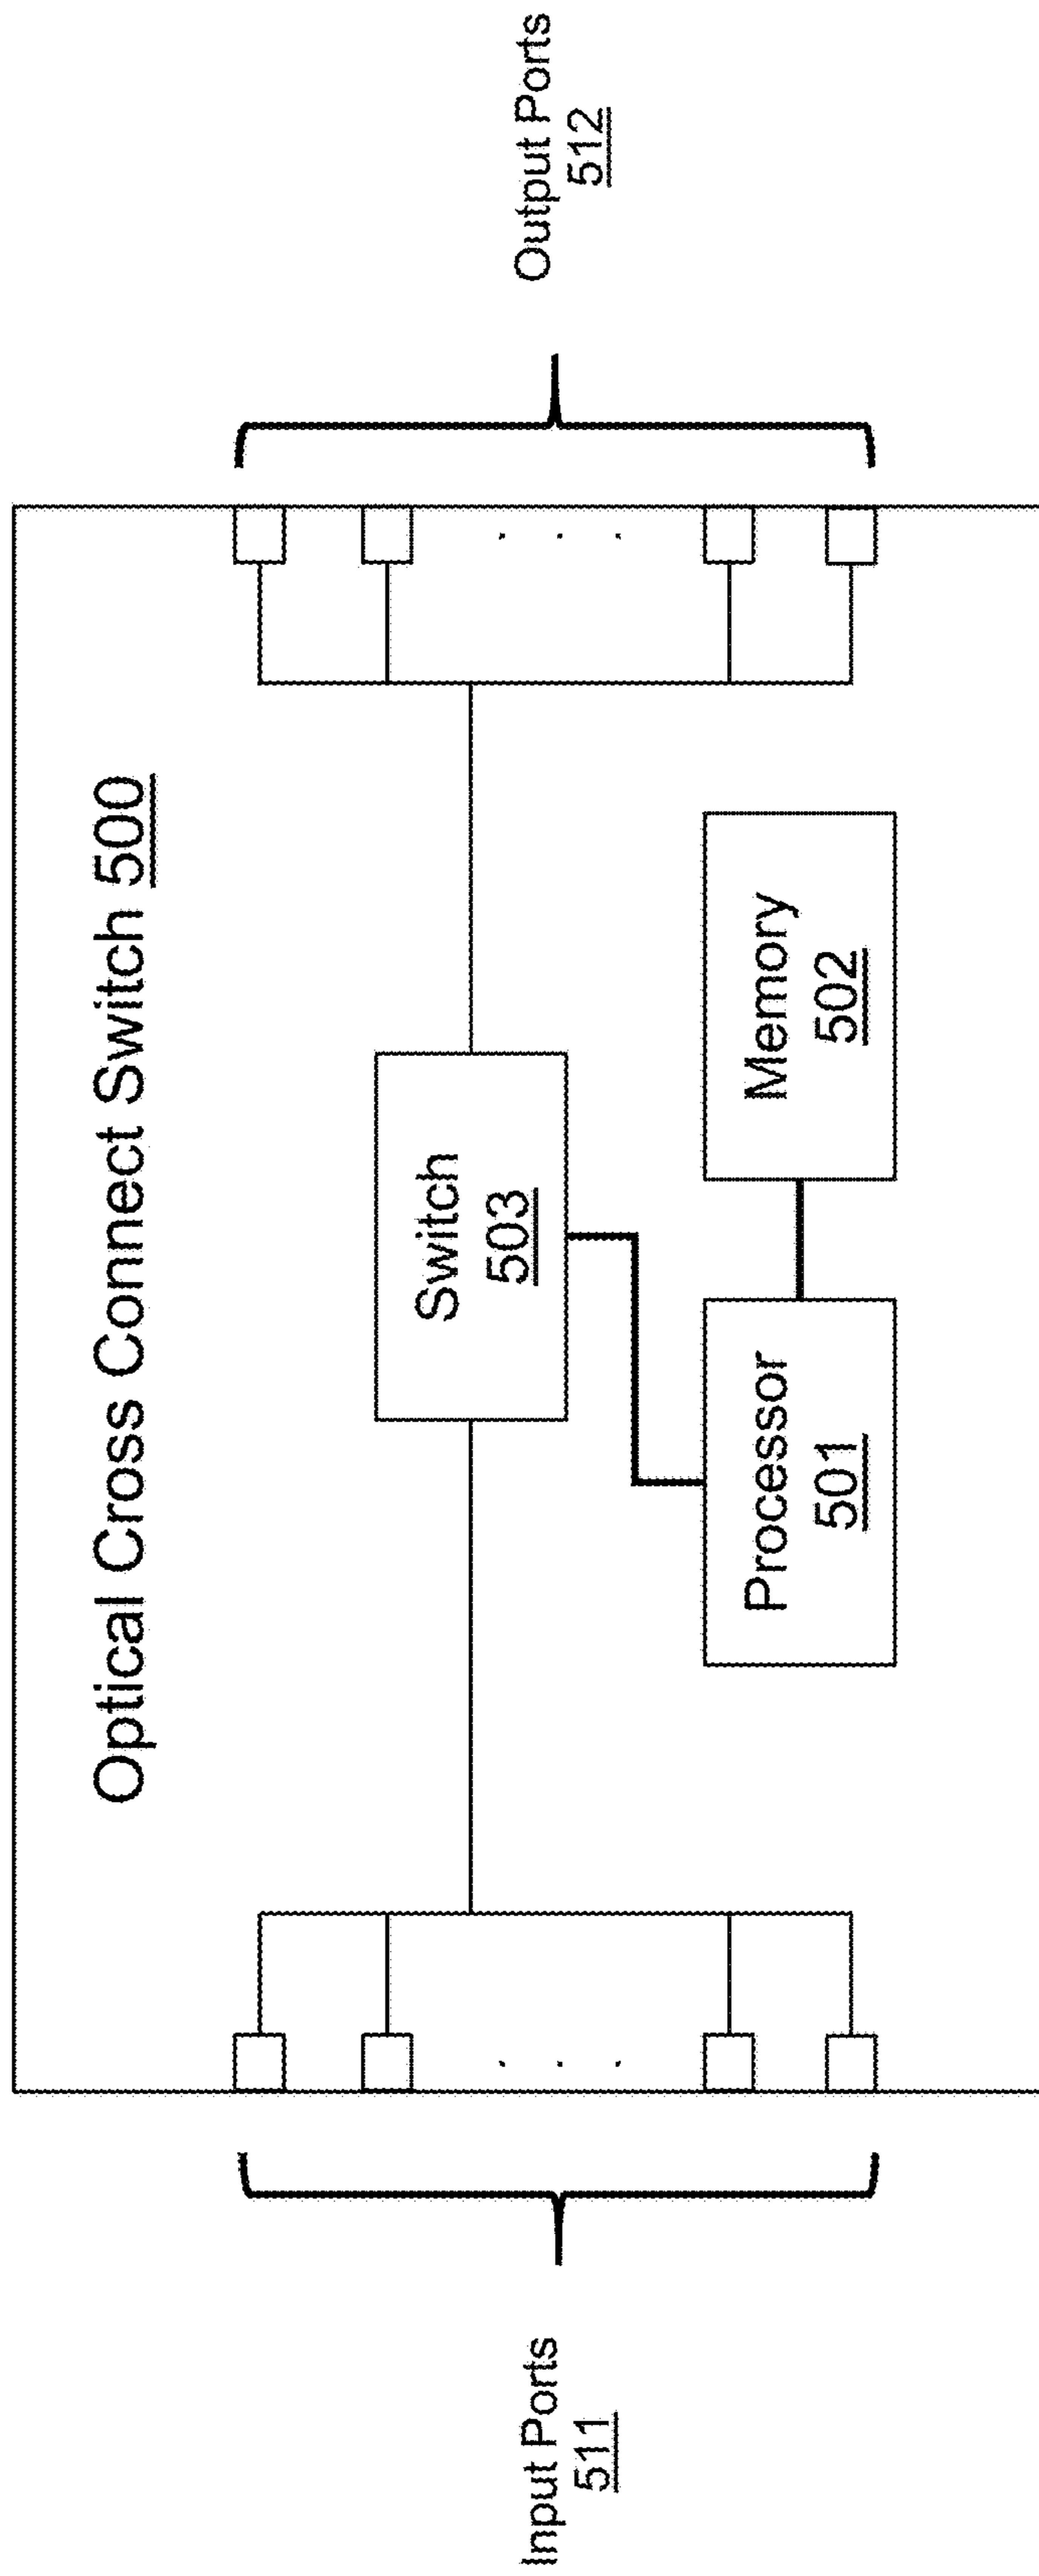 Optical Cross Connect Switch 500
Input Ports
511
Switch
503
Output Ports
512
Processor
501
Memory
502